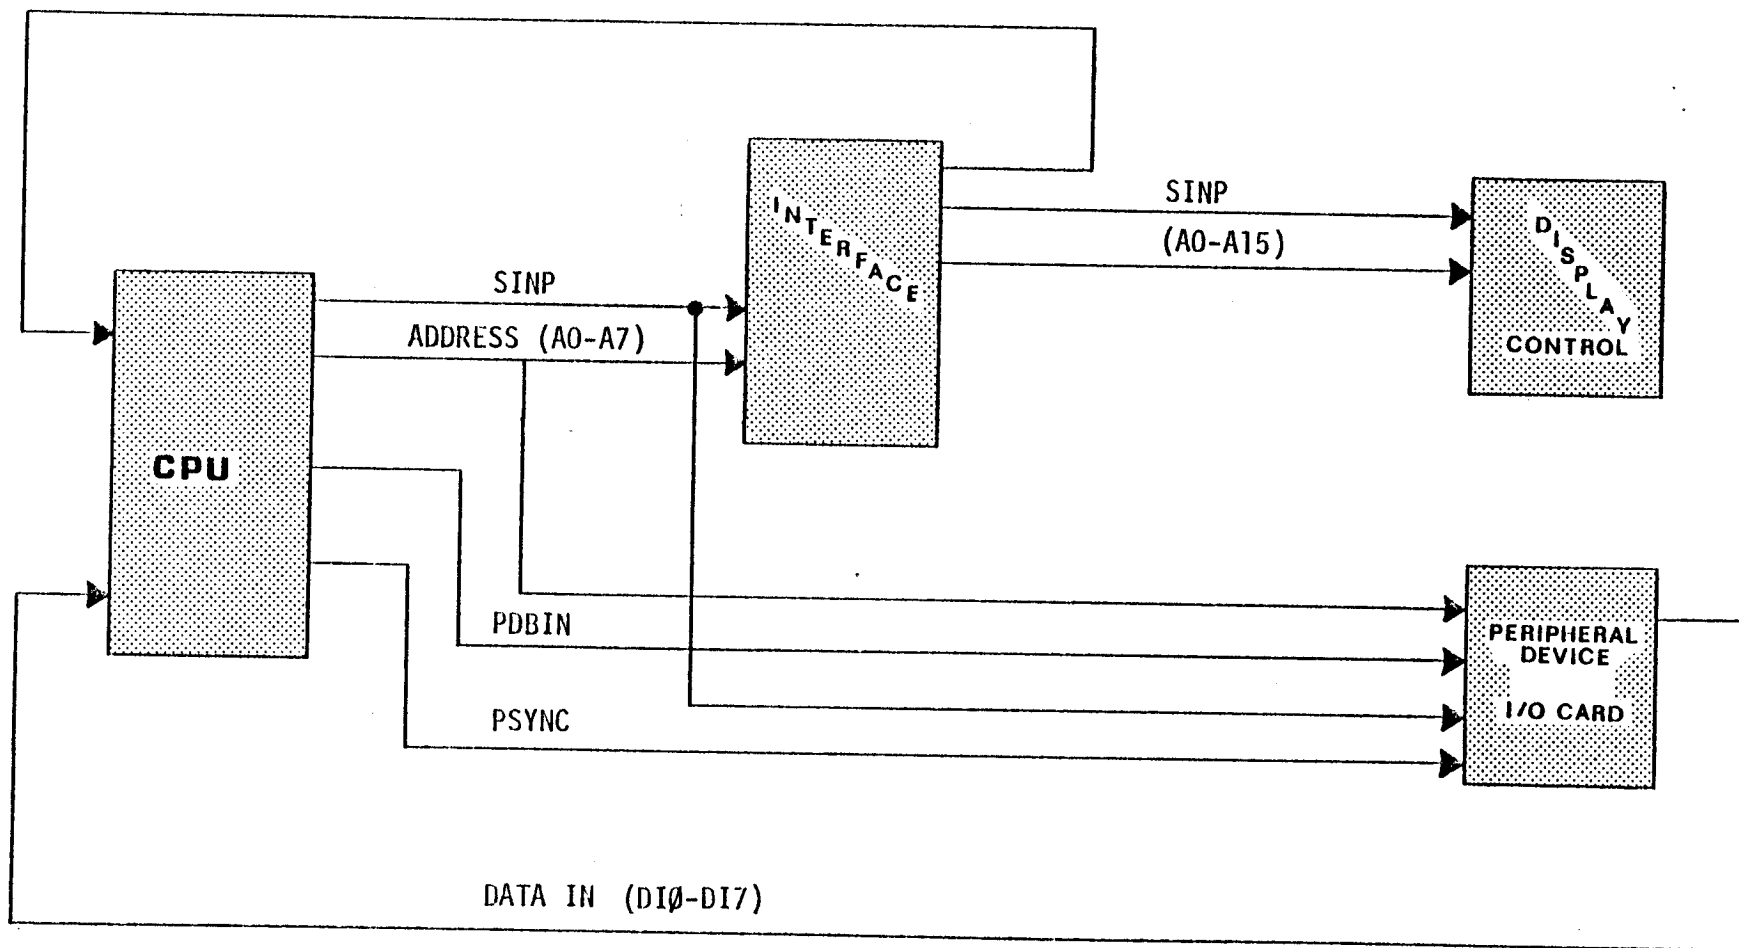 SINP
(A0-A15)
INTERFACE
DISPLAY
CONTROL
SINP
ADDRESS (A0-A7)
CPU
PDBIN
PERIPHERAL
DEVICE
I/O CARD
PSYNC
DATA IN (DIØ-DI7)